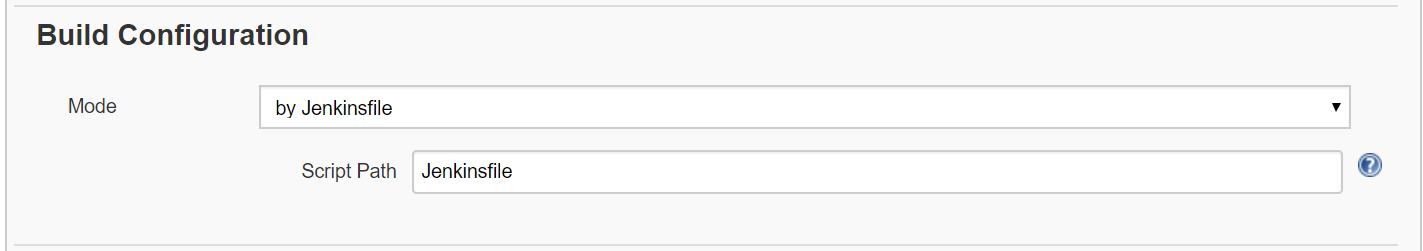 Build Configuration
Mode by Jenkinsfile
Script Path Jenkinsfile